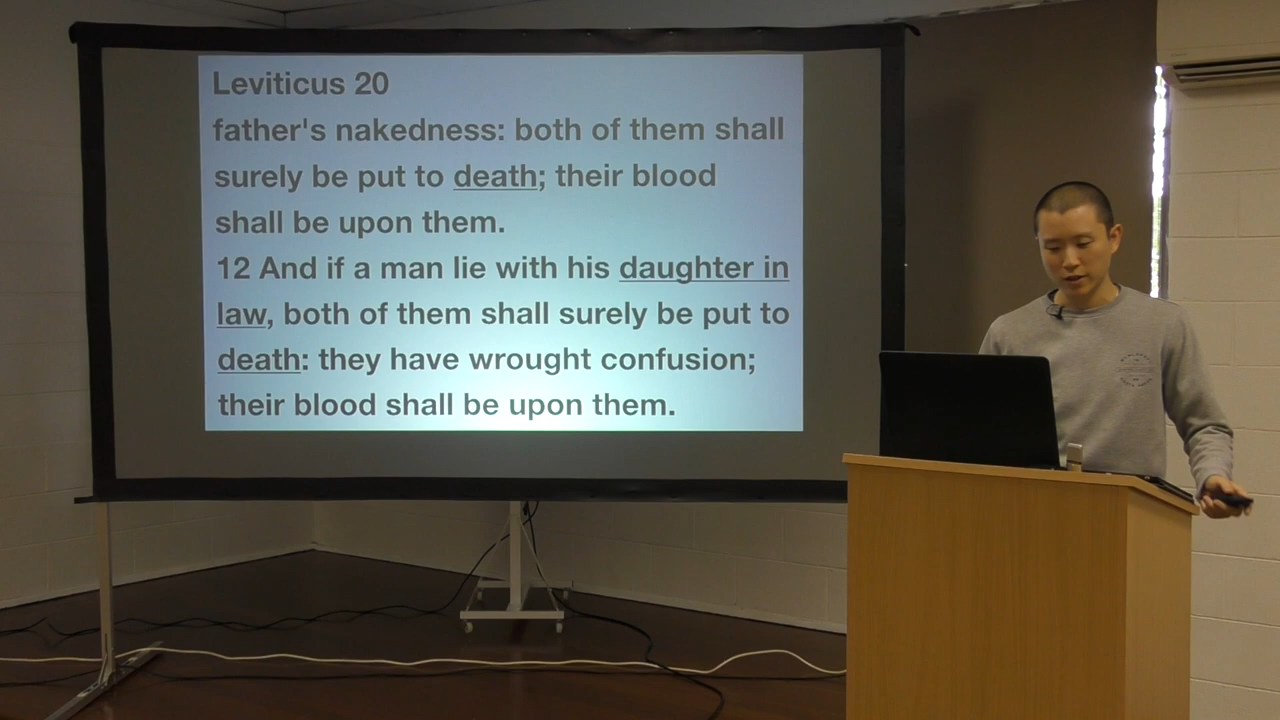 Leviticus 20
father's nakedness: both of them shall
surely be put to death; their blood
shall be upon them.
12 And if a man lie with his daughter in
law, both of them shall surely be put to
death: they have wrought confusion;
their blood shall be upon them.